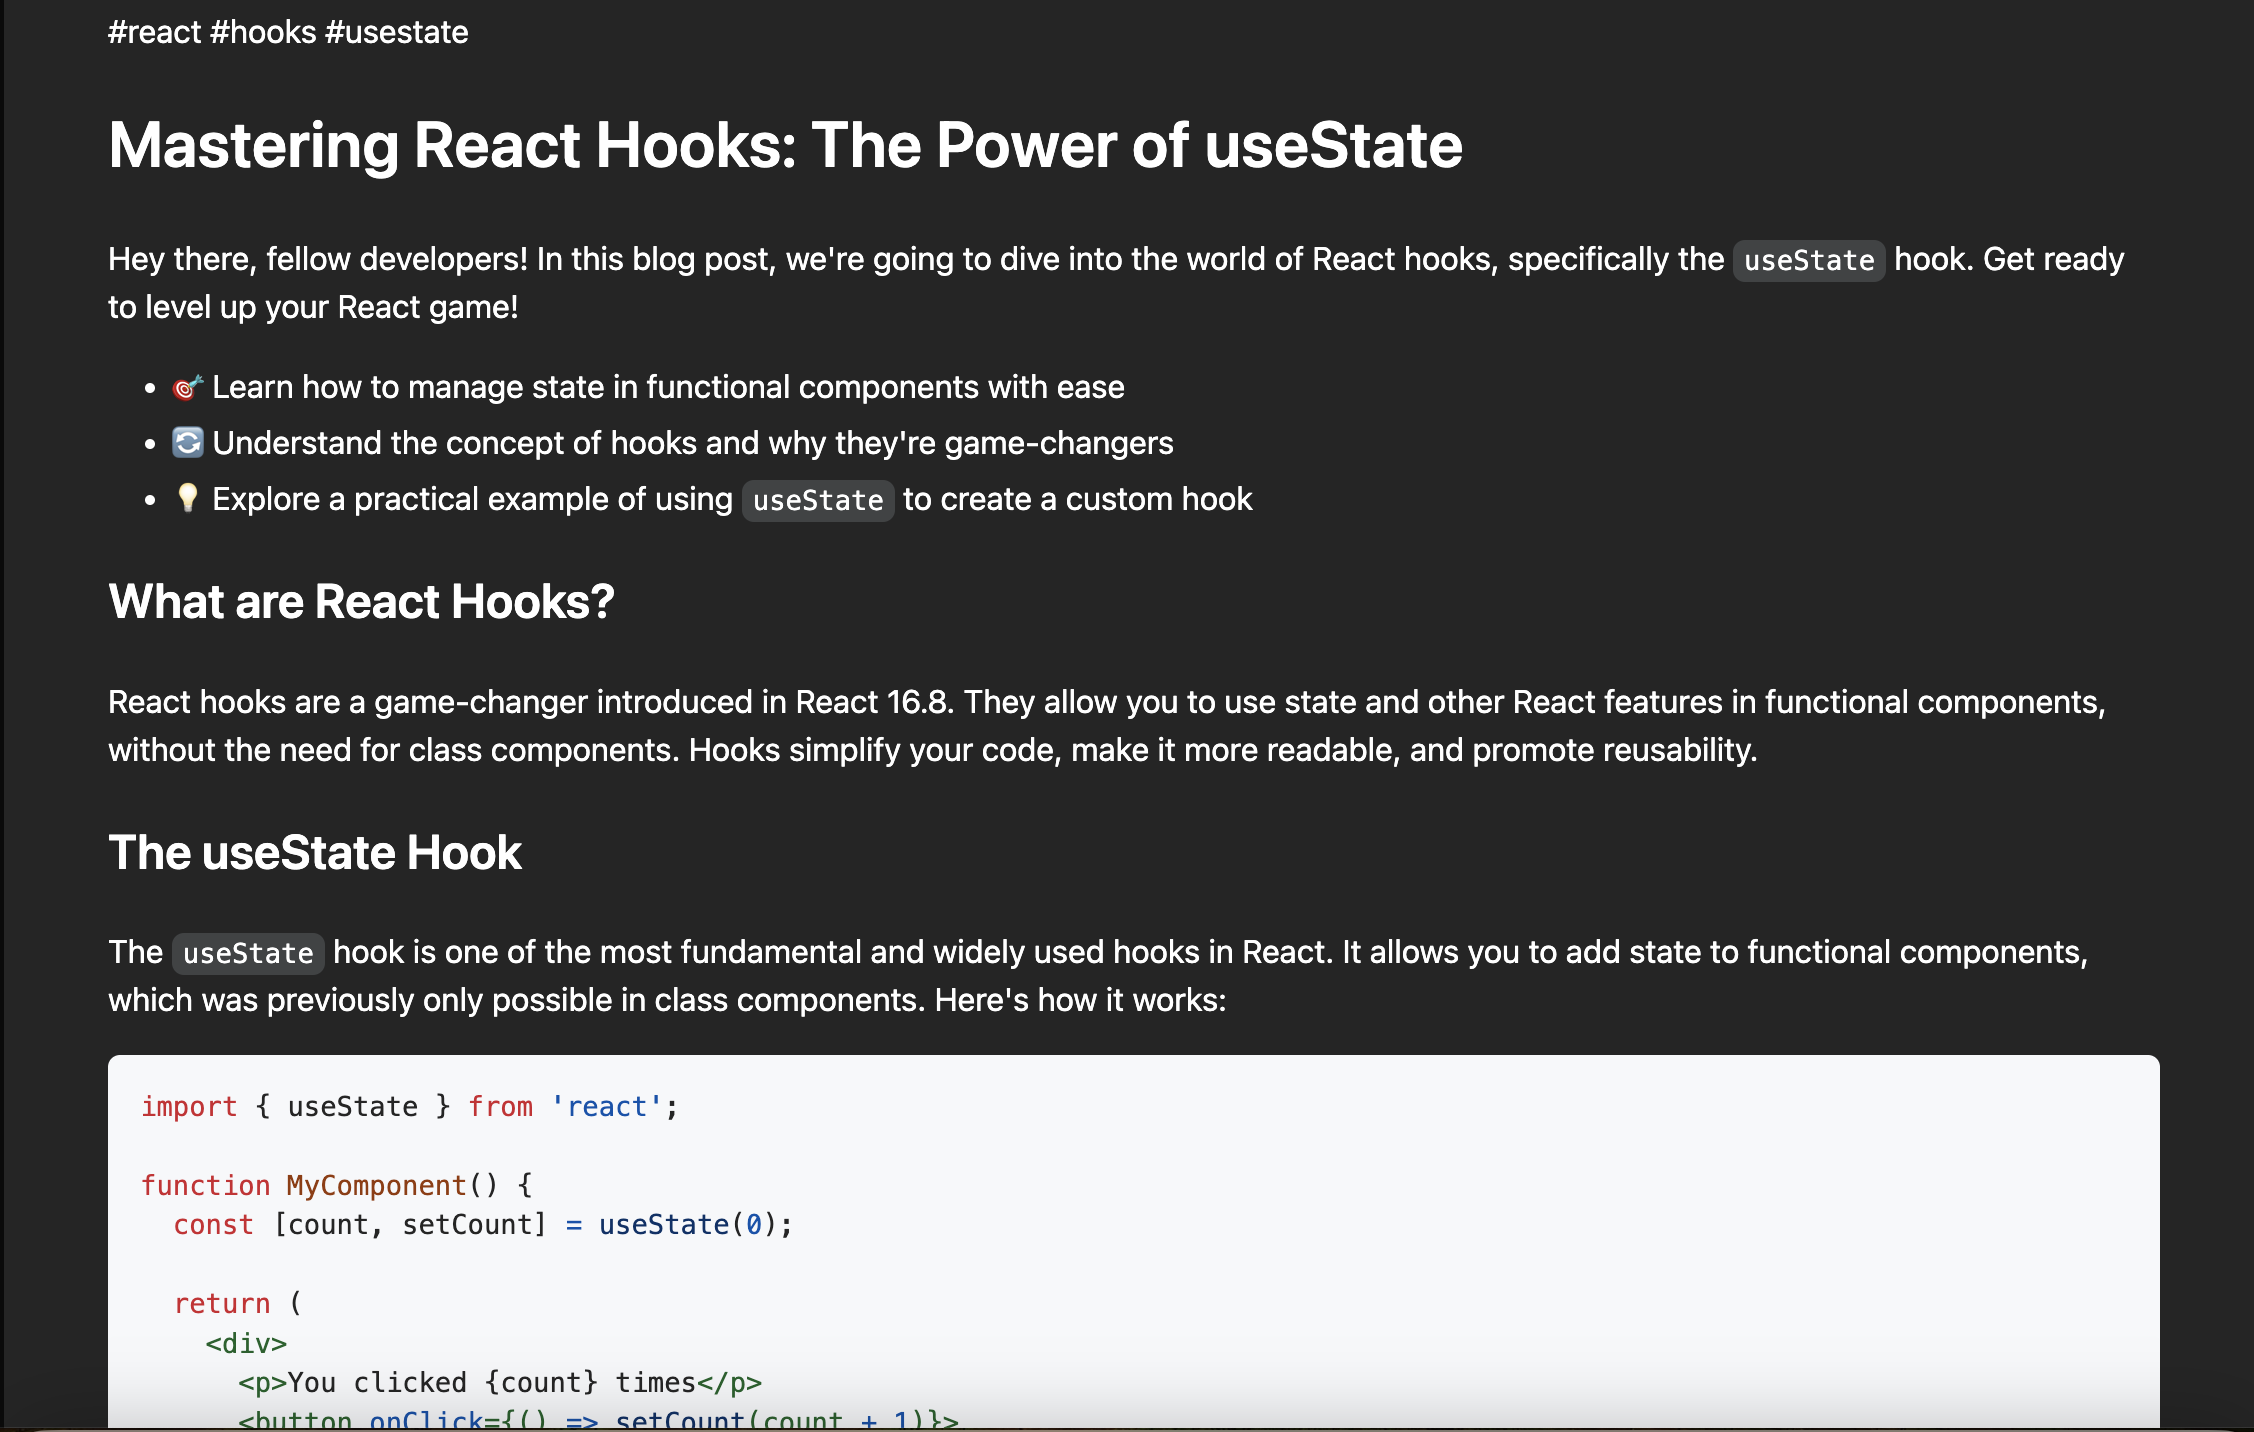 #react #hooks #usestate
Mastering React Hooks: The Power of useState
Hey there, fellow developers! In this blog post, we're going to dive into the world of React hooks, specifically the useState hook. Get ready
to level up your React game!
• 🎯 Learn how to manage state in functional components with ease
• 🔄 Understand the concept of hooks and why they're game-changers
• 💡 Explore a practical example of using useState to create a custom hook
What are React Hooks?
React hooks are a game-changer introduced in React 16.8. They allow you to use state and other React features in functional components,
without the need for class components. Hooks simplify your code, make it more readable, and promote reusability.
The useState Hook
The useState hook is one of the most fundamental and widely used hooks in React. It allows you to add state to functional components,
which was previously only possible in class components. Here's how it works:
import { useState } from 'react';
function MyComponent() {
  const [count, setCount] = useState(0);
  return (
    <div>
      <p>You clicked {count} times</p>
      <button onClick={() => setCount(count + 1)}>